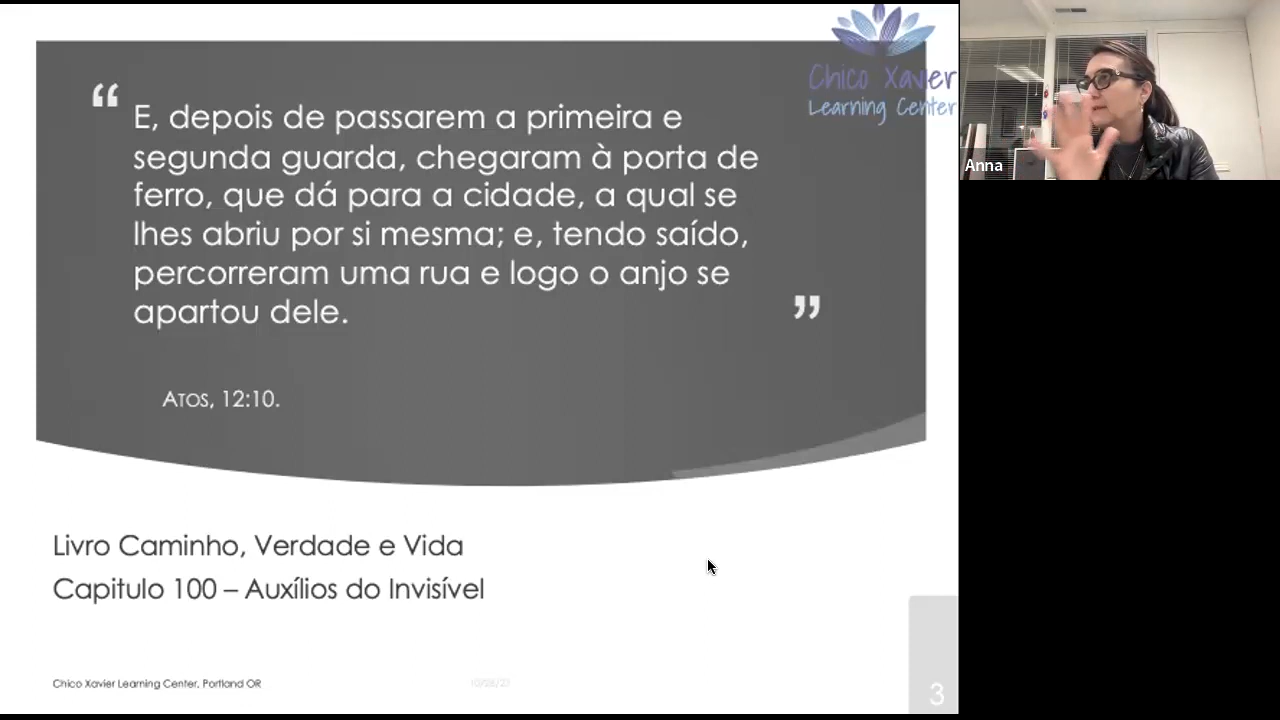 “
E, depois de passarem a primeira e
segunda guarda, chegaram à porta de
ferro, que dá para a cidade, a qual se
lhes abriu por si mesma; e, tendo saído,
percorreram uma rua e logo o anjo se
apartou dele.
”
Atos, 12:10.
Chico Xavier
Learning Center
Anna
Livro Caminho, Verdade e Vida
Capitulo 100 – Auxílios do Invisível
Chico Xavier Learning Center, Portland OR
3